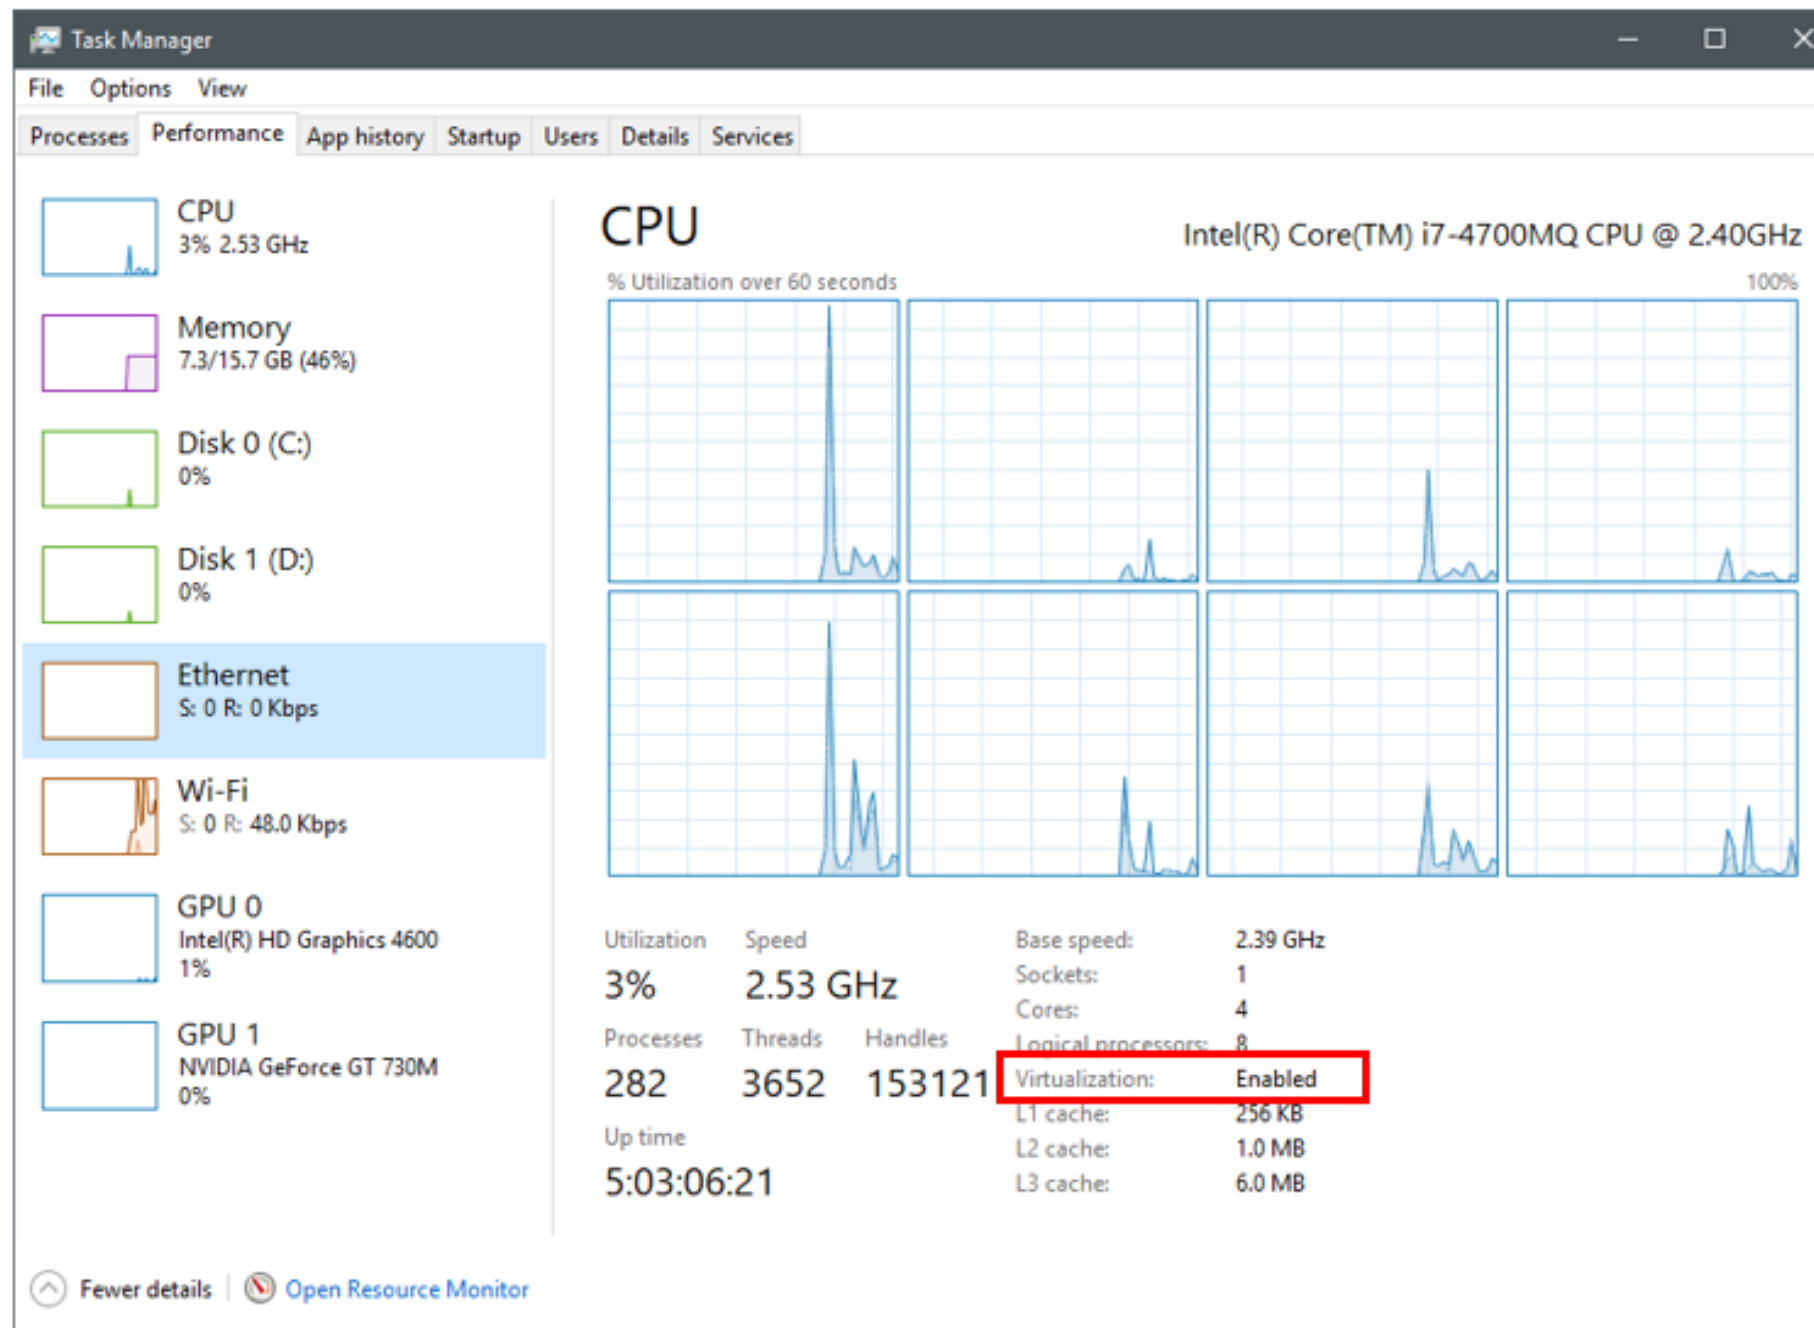 Task Manager
File Options View
Processes Performance App history Startup Users Details Services
CPU
3% 2.53 GHz
Memory
7.3/15.7 GB (46%)
Disk 0 (C:)
0%
Disk 1 (D:)
0%
Ethernet
S: 0 R: 0 Kbps
Wi-Fi
S: 0 R: 48.0 Kbps
GPU 0
Intel(R) HD Graphics 4600
1%
GPU 1
NVIDIA GeForce GT 730M
0%
CPU Intel(R) Core(TM) i7-4700MQ CPU @ 2.40GHz
% Utilization over 60 seconds 100%
Utilization Speed
3% 2.53 GHz
Processes Threads Handles
282 3652 153121
Up time
5:03:06:21
Base speed: 2.39 GHz
Sockets: 1
Cores: 4
Logical processors: 8
Virtualization: Enabled
L1 cache: 256 KB
L2 cache: 1.0 MB
L3 cache: 6.0 MB
Fewer details Open Resource Monitor